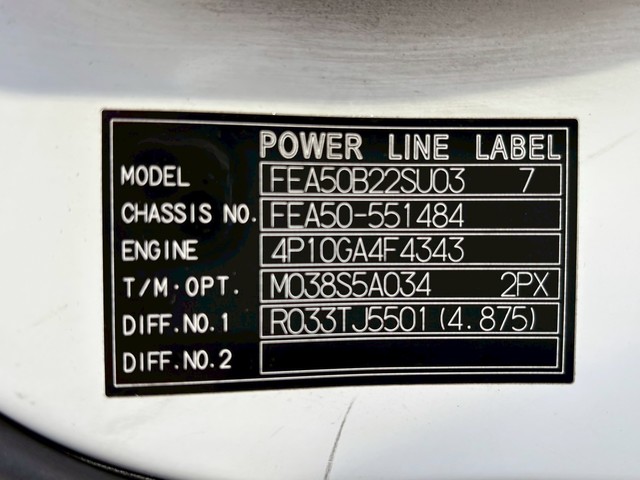 POWER LINE LABEL
MODEL FEA50B22SU03 7
CHASSIS NO. FEA50-551484
ENGINE 4P10GA4F4343
T/M·OPT. M038S5A034 2PX
DIFF.NO.1 R033TJ5501(4.875)
DIFF.NO.2